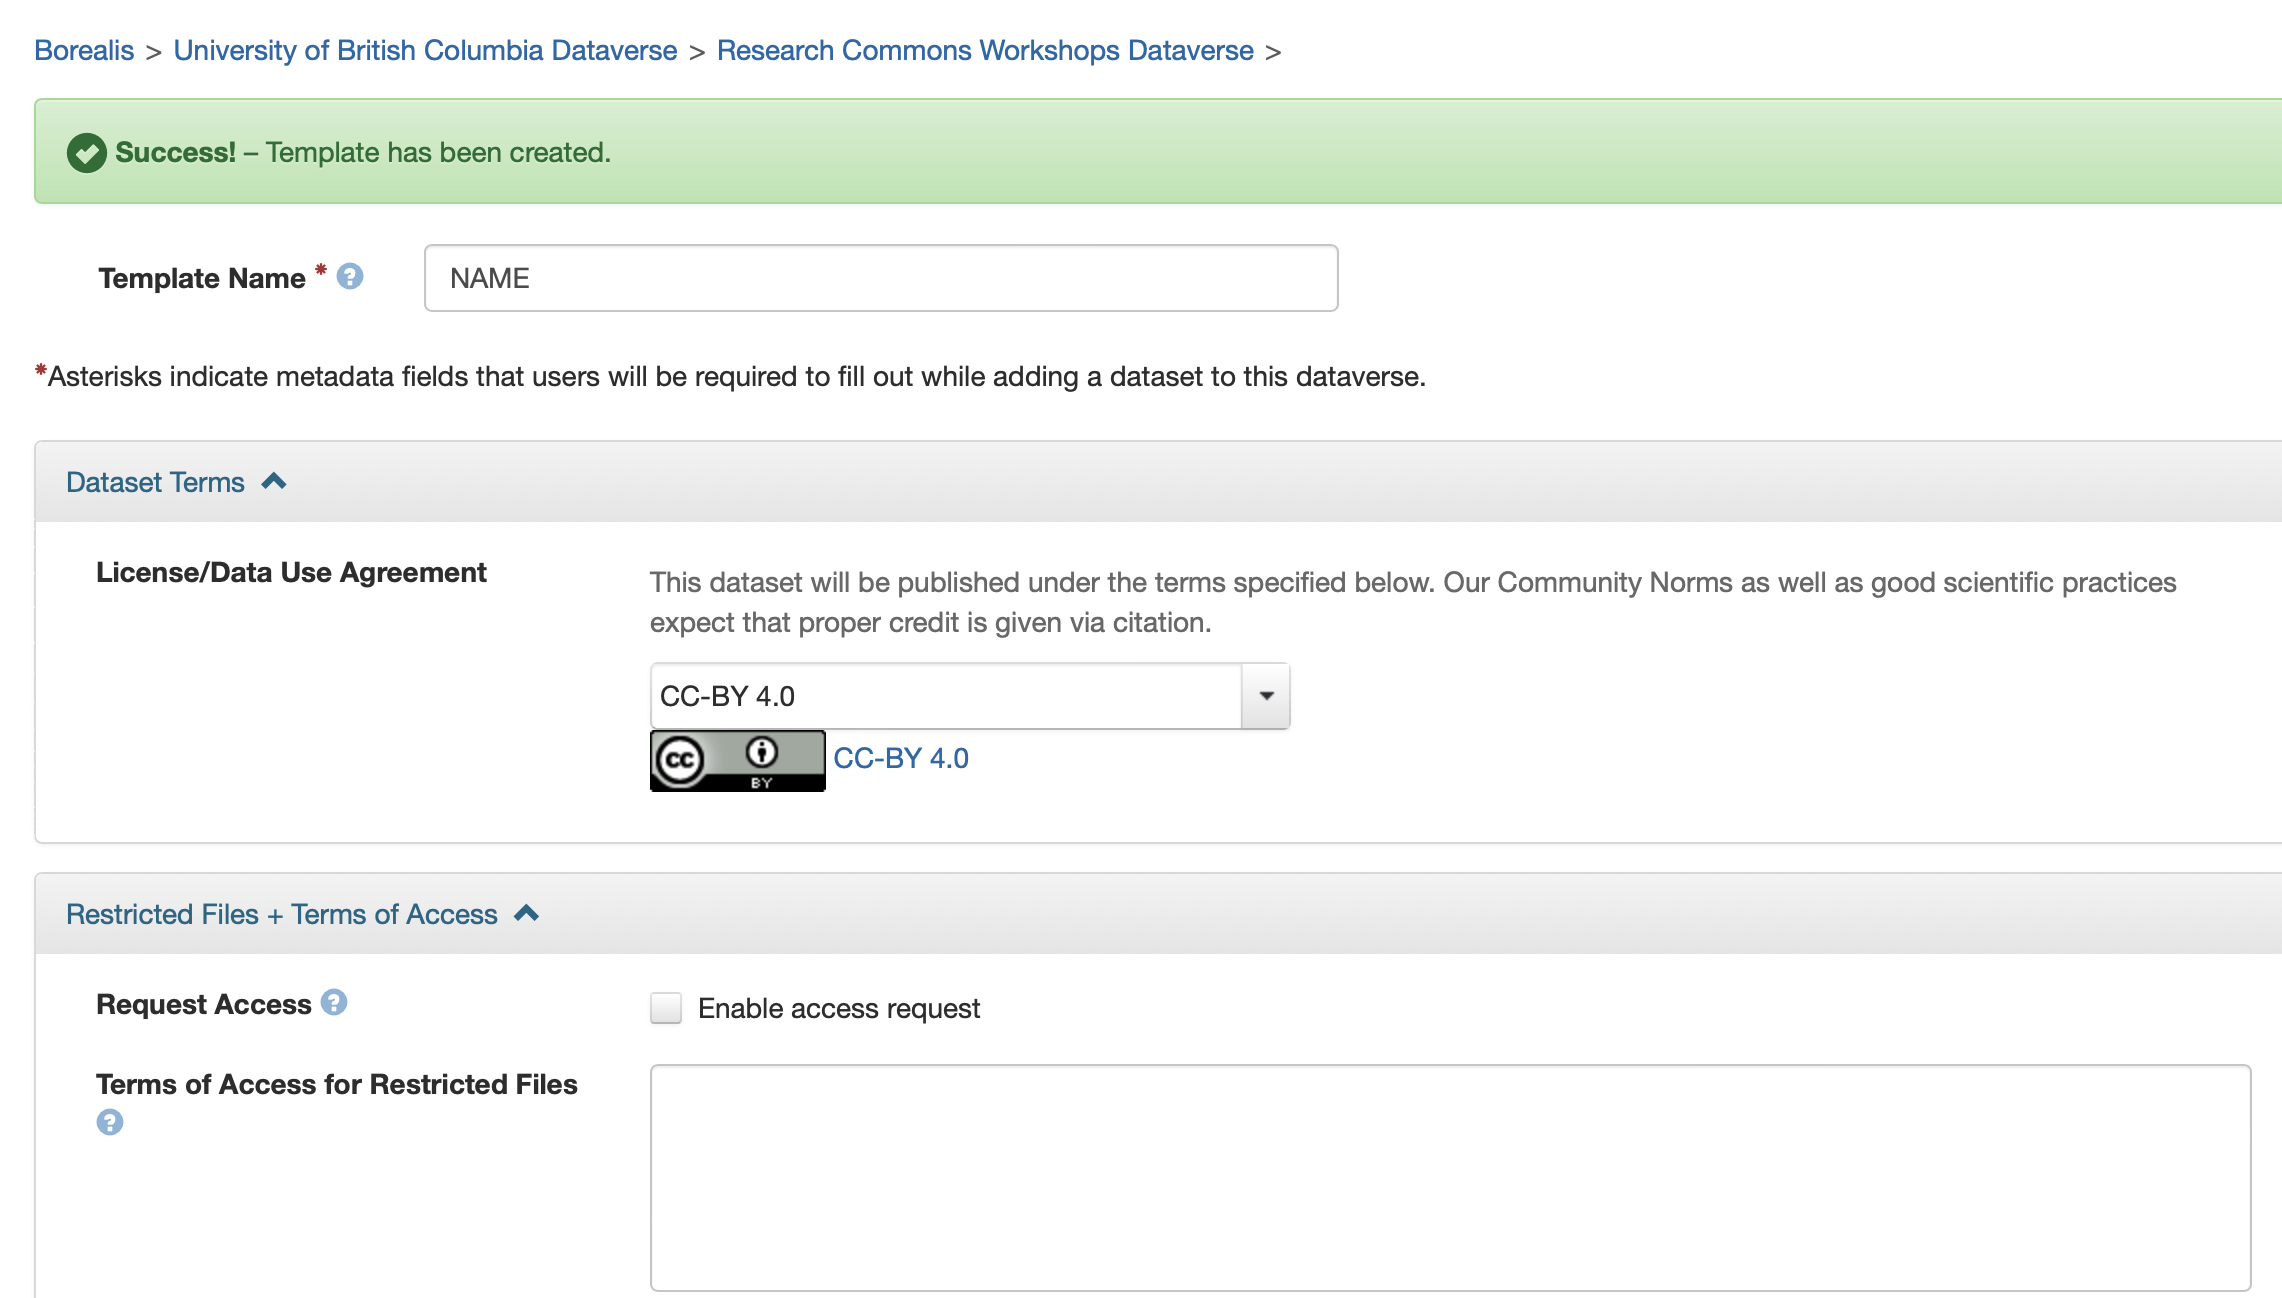 Borealis > University of British Columbia Dataverse > Research Commons Workshops Dataverse >
Success! – Template has been created.
Template Name * ?
NAME
*Asterisks indicate metadata fields that users will be required to fill out while adding a dataset to this dataverse.
Dataset Terms
License/Data Use Agreement
This dataset will be published under the terms specified below. Our Community Norms as well as good scientific practices
expect that proper credit is given via citation.
CC-BY 4.0
cc BY CC-BY 4.0
Restricted Files + Terms of Access
Request Access ?
Enable access request
Terms of Access for Restricted Files
?